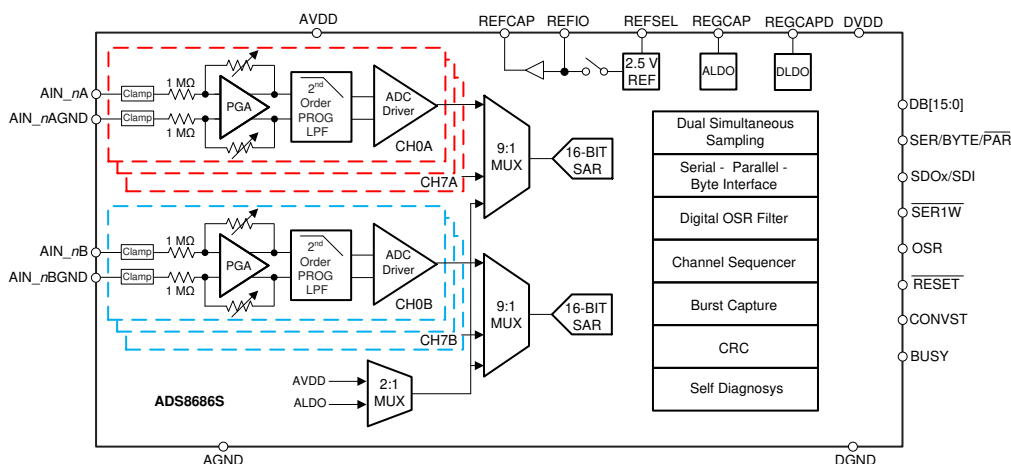 AVDD
REFCAP
REFIO
REFSEL
REGCAP
REGCAPD
DVDD
2.5 V
REF
ALDO
DLDO
AIN_nA
AIN_nAGND
Clamp
Clamp
1 MΩ
1 MΩ
PGA
2nd
Order
PROG
LPF
ADC
Driver
CH0A
CH7A
9:1
MUX
16-BIT
SAR
AIN_nB
AIN_nBGND
Clamp
Clamp
1 MΩ
1 MΩ
PGA
2nd
Order
PROG
LPF
ADC
Driver
CH0B
CH7B
9:1
MUX
16-BIT
SAR
AVDD
ALDO
2:1
MUX
ADS8686S
Dual Simultaneous
Sampling
Serial - Parallel -
Byte Interface
Digital OSR Filter
Channel Sequencer
Burst Capture
CRC
Self Diagnosys
DB[15:0]
SER/BYTE/PAR
SDOx/SDI
SER1W
OSR
RESET
CONVST
BUSY
AGND
DGND